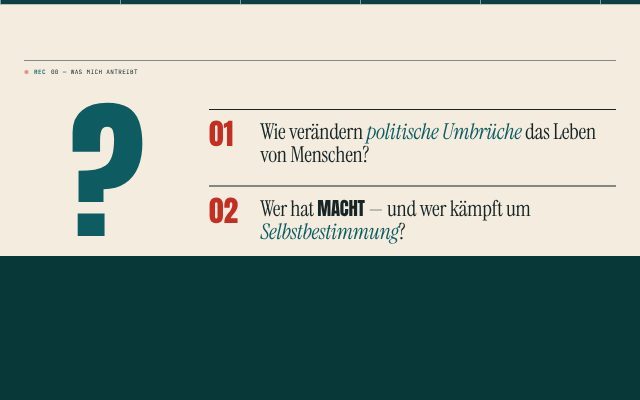 REC 00 — WAS MICH ANTREIBT
?
01
Wie verändern politische Umbrüche das Leben
von Menschen?
02
Wer hat MACHT — und wer kämpft um
Selbstbestimmung?